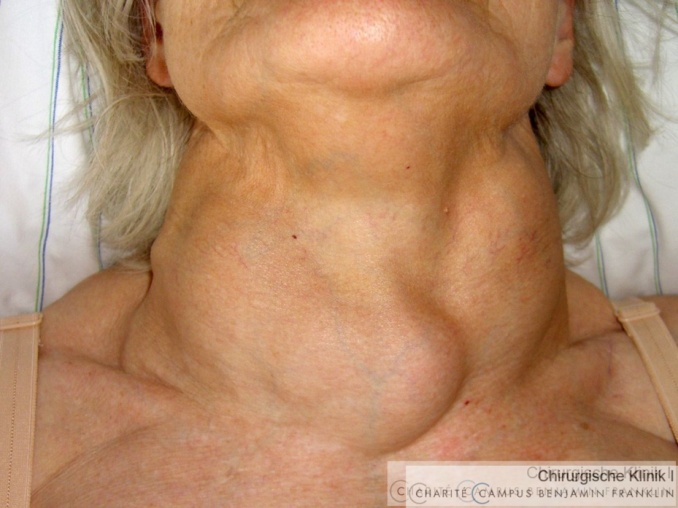 Chirurgische Klinik I
CHARITÉ CAMPUS BENJAMIN FRANKLIN